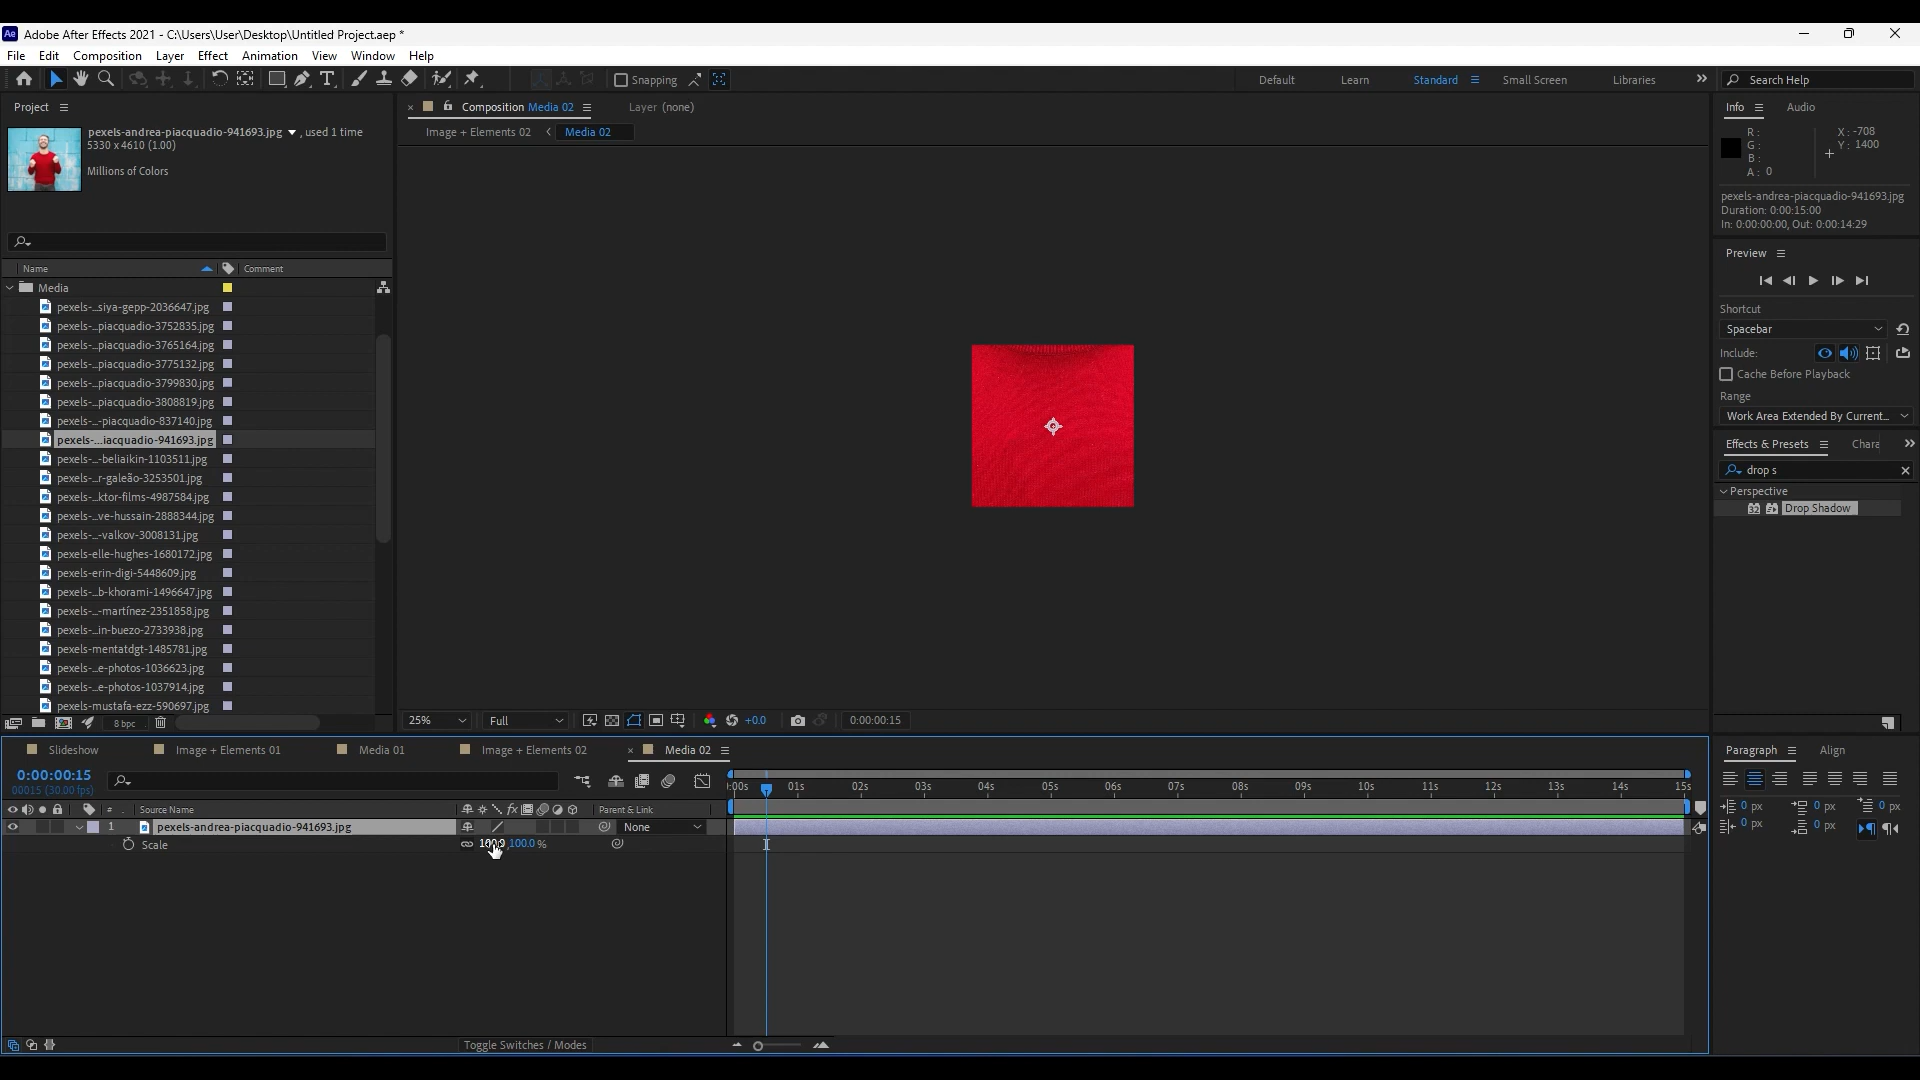 Adobe After Effects 2021 - C:\Users\User\Desktop\Untitled Project.aep *
File Edit Composition Layer Effect Animation View Window Help
Snapping Default Learn Standard Small Screen Libraries Search Help
Project
pexels-andrea-piacquadio-941693.jpg , used 1 time
5330 x 4610 (1.00)
Millions of Colors
Name Comment
Media
pexels-...siya-gepp-2036647.jpg
pexels-...piacquadio-3752835.jpg
pexels-...piacquadio-3765164.jpg
pexels-...piacquadio-3775132.jpg
pexels-...piacquadio-3799830.jpg
pexels-...piacquadio-3808819.jpg
pexels-...-piacquadio-837140.jpg
pexels-...iacquadio-941693.jpg
pexels-...-beliaikin-1103511.jpg
pexels-...r-galeão-3253501.jpg
pexels-...ktor-films-4987584.jpg
pexels-...ve-hussain-2888344.jpg
pexels-...-valkov-3008131.jpg
pexels-elle-hughes-1680172.jpg
pexels-erin-digi-5448609.jpg
pexels-...b-khorami-1496647.jpg
pexels-...-martínez-2351858.jpg
pexels-...in-buezo-2733938.jpg
pexels-mentatdgt-1485781.jpg
pexels-...e-photos-1036623.jpg
pexels-...e-photos-1037914.jpg
pexels-mustafa-ezz-590697.jpg
8 bpc
Composition Media 02 Layer (none)
Image + Elements 02 Media 02
25% Full +0.0 0:00:00:15
Info Audio
R:
G:
B:
A: 0
X: -708
Y: 1400
pexels-andrea-piacquadio-941693.jpg
Duration: 0:00:15:00
In: 0:00:00:00, Out: 0:00:14:29
Preview
Shortcut
Spacebar
Include:
Cache Before Playback
Range
Work Area Extended By Current...
Effects & Presets Chara
drop s
Perspective
32 Drop Shadow
Slideshow Image + Elements 01 Media 01 Image + Elements 02 Media 02
0:00:00:15
00015 (30.00 fps)
:00s 01s 02s 03s 04s 05s 06s 07s 08s 09s 10s 11s 12s 13s 14s 15s
# Source Name fx Parent & Link
1 pexels-andrea-piacquadio-941693.jpg None
Scale 100.0,100.0 %
Toggle Switches / Modes
Paragraph Align
0 px 0 px 0 px
0 px 0 px